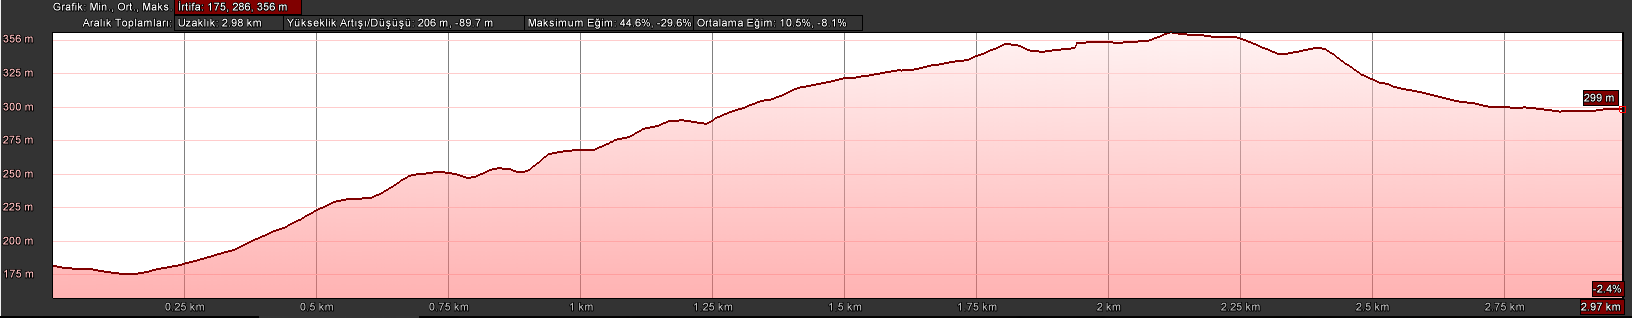 Grafik: Min., Ort., Maks. İrtifa: 175, 286, 356 m
Aralık Toplamları: Uzaklık: 2.98 km Yükseklik Artışı/Düşüşü: 206 m, -89.7 m Maksimum Eğim: 44.6%, -29.6% Ortalama Eğim: 10.5%, -8.1%
356 m
325 m
300 m
275 m
250 m
225 m
200 m
175 m
299 m
-2.4%
0.25 km 0.5 km 0.75 km 1 km 1.25 km 1.5 km 1.75 km 2 km 2.25 km 2.5 km 2.75 km 2.97 km